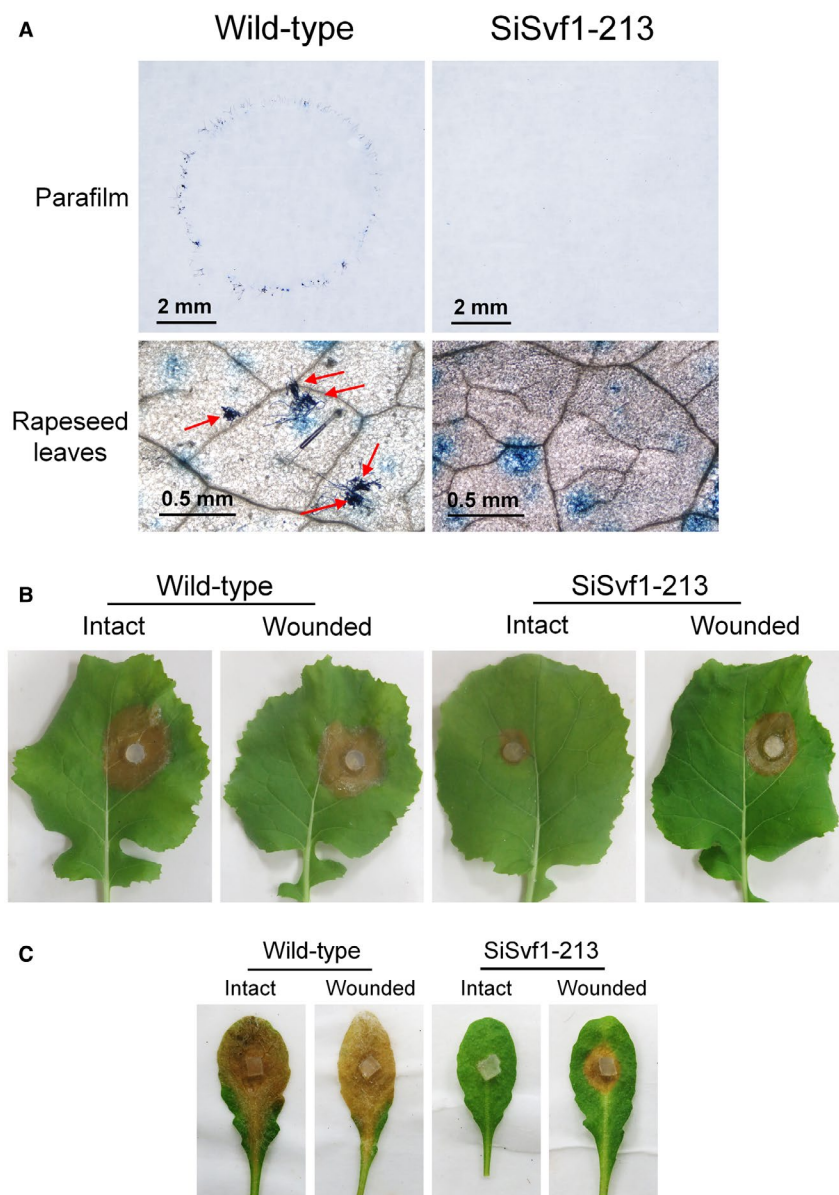 A
Wild-type SiSvf1-213
Parafilm
2 mm 2 mm
Rapeseed
leaves
0.5 mm 0.5 mm
B
Wild-type SiSvf1-213
Intact Wounded Intact Wounded
C
Wild-type SiSvf1-213
Intact Wounded Intact Wounded